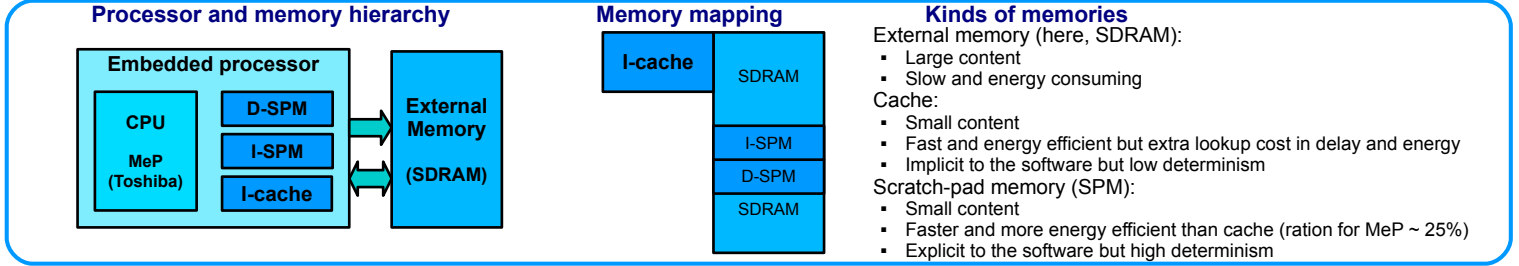 Processor and memory hierarchy
Embedded processor
CPU
MeP
(Toshiba)
D-SPM
I-SPM
I-cache
External
Memory
(SDRAM)
Memory mapping
I-cache
SDRAM
I-SPM
D-SPM
SDRAM
Kinds of memories
External memory (here, SDRAM):
▪ Large content
▪ Slow and energy consuming
Cache:
▪ Small content
▪ Fast and energy efficient but extra lookup cost in delay and energy
▪ Implicit to the software but low determinism
Scratch-pad memory (SPM):
▪ Small content
▪ Faster and more energy efficient than cache (ration for MeP ~ 25%)
▪ Explicit to the software but high determinism